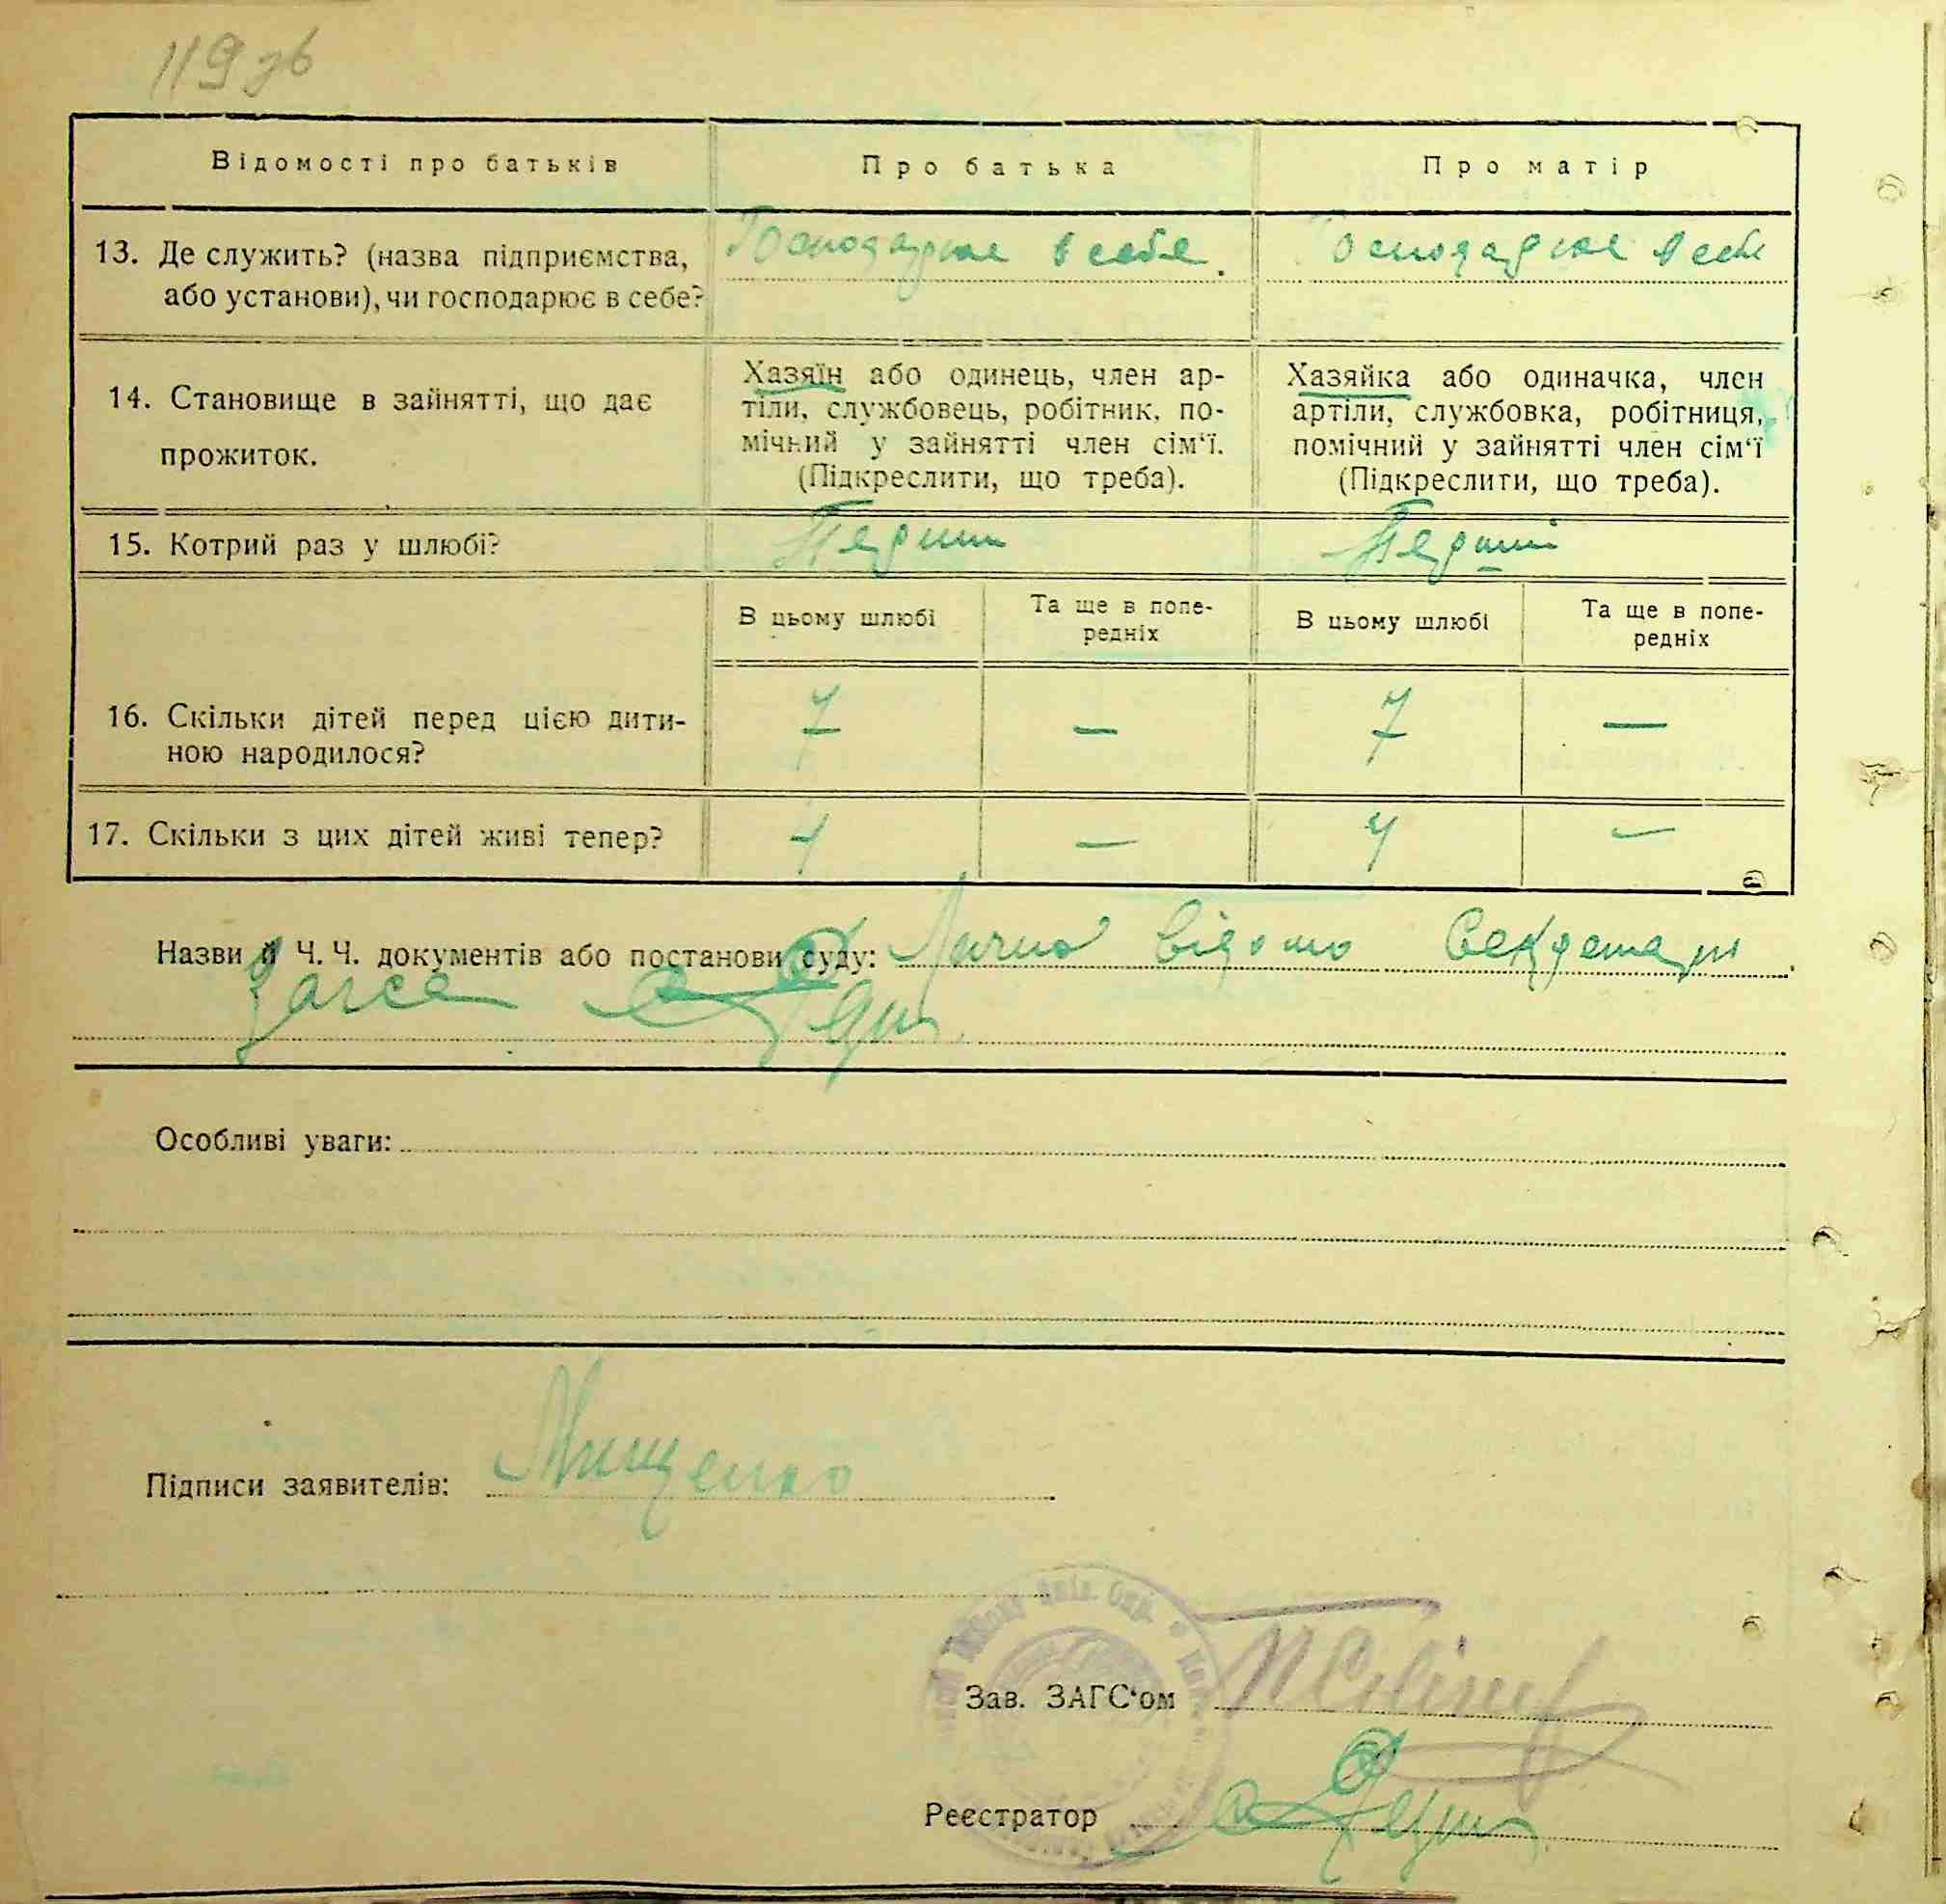 119 зв
Відомості про батьків
Про батька
Про матір
13. Де служить? (назва підприємства, або установи), чи господарює в себе?
Господарює в себе.
Господарює в себе
14. Становище в зайнятті, що дає прожиток.
Хазяїн або одинець, член ар-
тіли, службовець, робітник, по-
мічний у зайнятті член сім‘ї.
(Підкреслити, що треба).
Хазяйка або одиначка, член
артіли, службовка, робітниця,
помічний у зайнятті член сім‘ї
(Підкреслити, що треба).
15. Котрий раз у шлюбі?
Перший
Перший
В цьому шлюбі
Та ще в попе-
редніх
В цьому шлюбі
Та ще в попе-
редніх
16. Скільки дітей перед цією дити-
ною народилося?
7 — 7 —
17. Скільки з цих дітей живі тепер?
4 — 4 —
Назви й Ч. Ч. документів або постанови суду: Лично відомо Секретарю
Загса
Особливі уваги:
Підписи заявителів: Мищенко
Зав. ЗАГС‘ом
Реєстратор